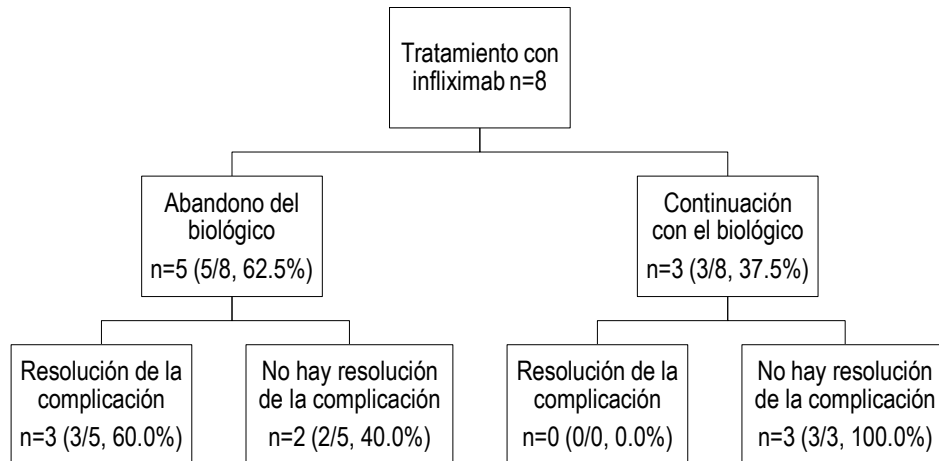 Tratamiento con
infliximab n=8
Abandono del
biológico
n=5 (5/8, 62.5%)
Continuación
con el biológico
n=3 (3/8, 37.5%)
Resolución de la
complicación
n=3 (3/5, 60.0%)
No hay resolución
de la complicación
n=2 (2/5, 40.0%)
Resolución de la
complicación
n=0 (0/0, 0.0%)
No hay resolución
de la complicación
n=3 (3/3, 100.0%)